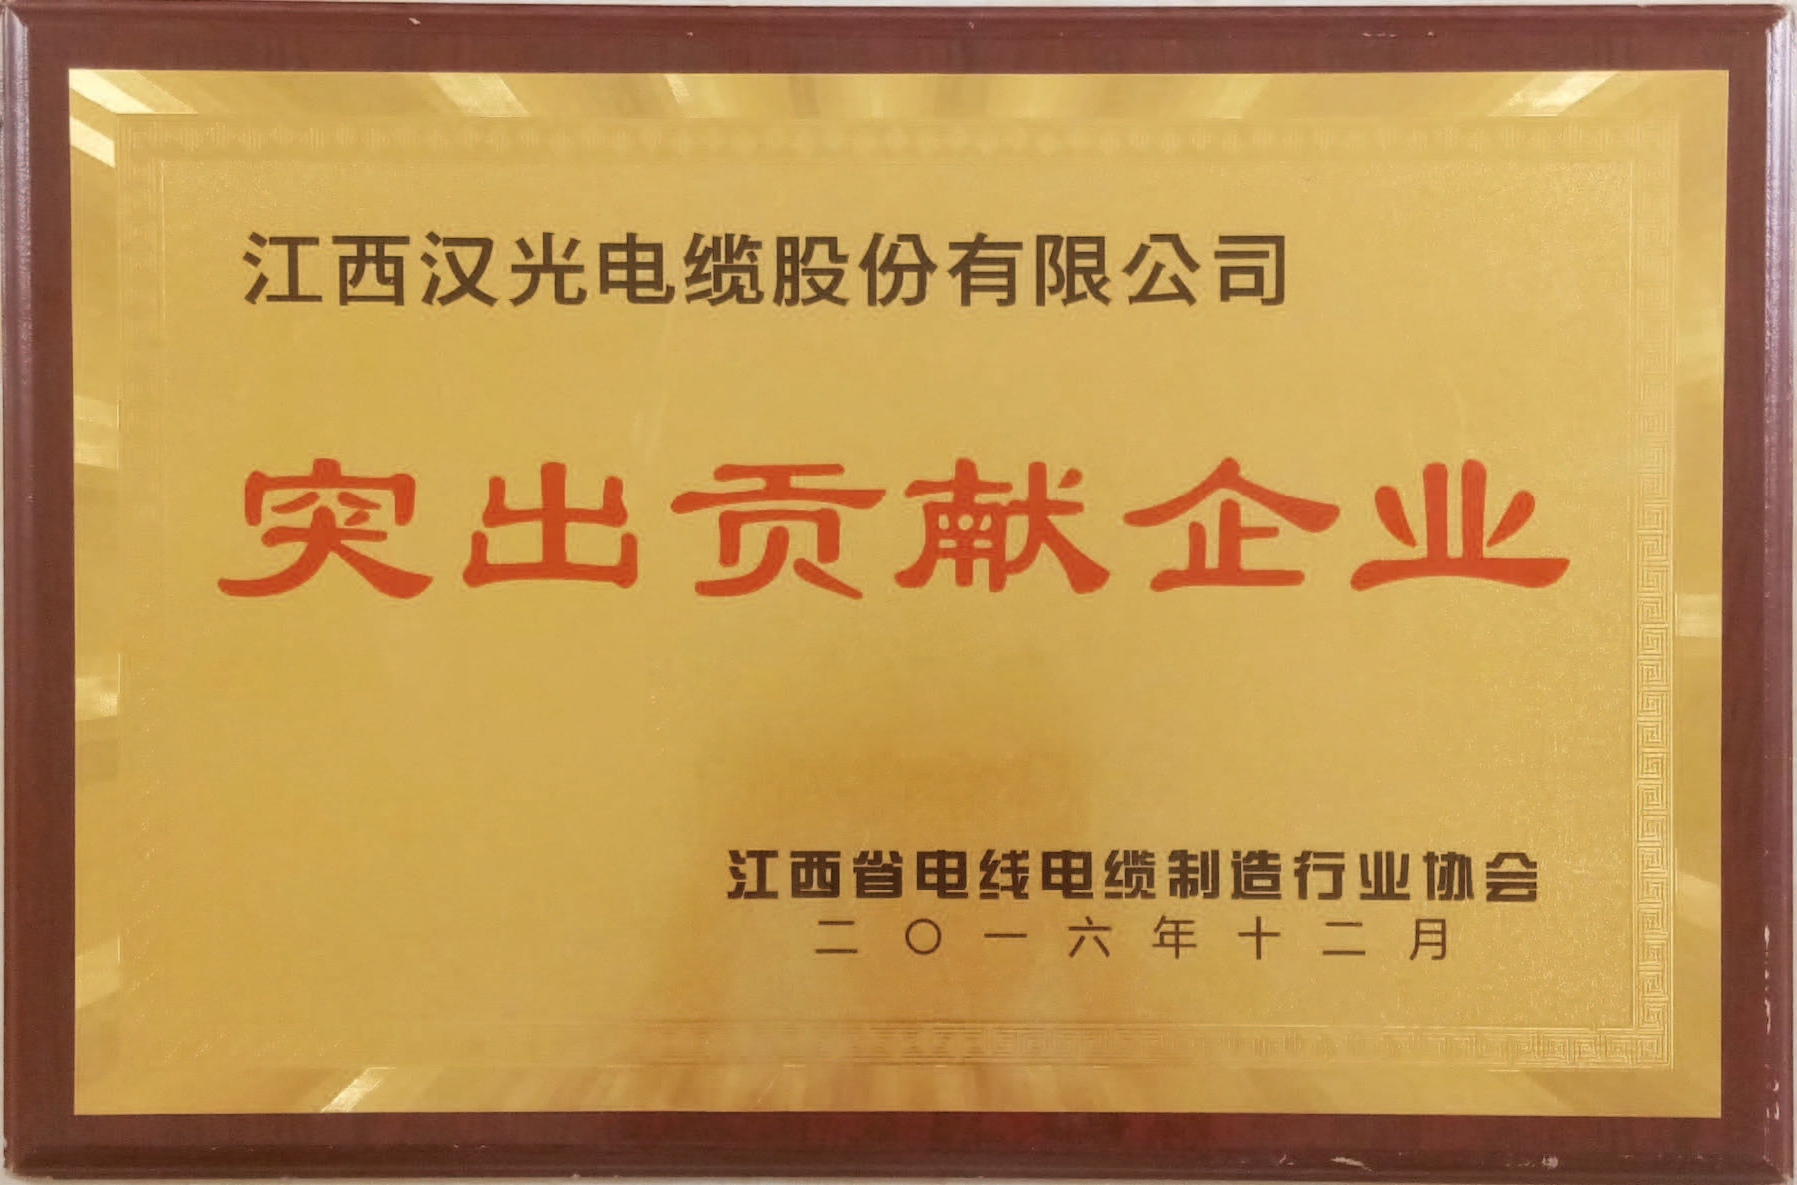 江西汉光电缆股份有限公司
突出贡献企业
江西省电线电缆制造行业协会
二〇一六年十二月